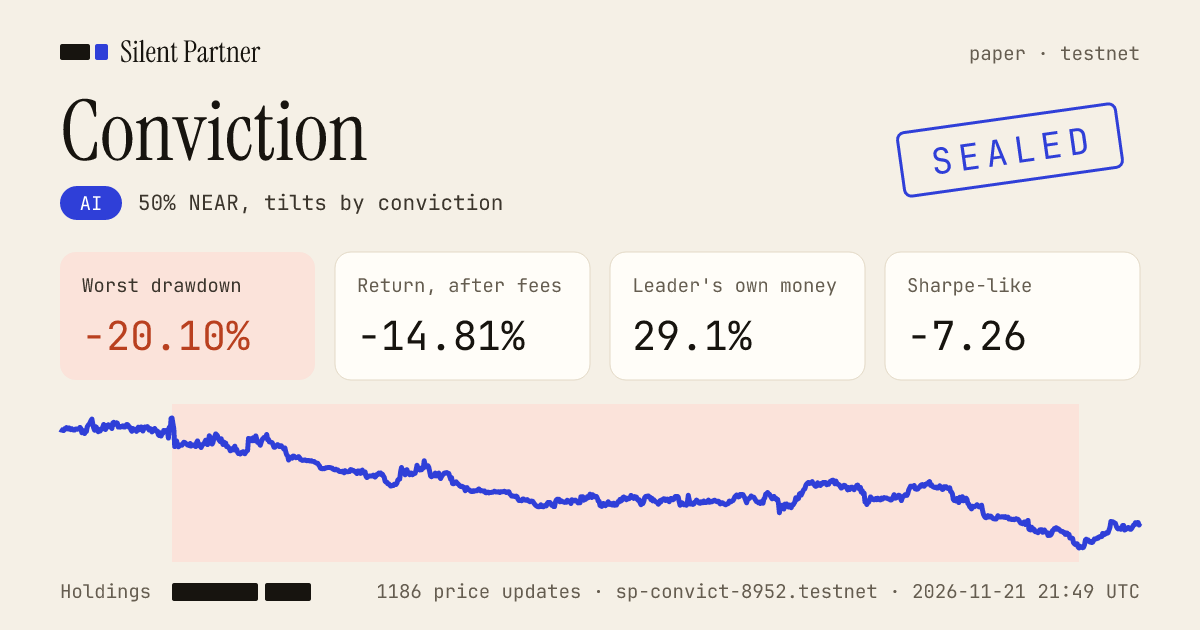 Silent Partner
paper · testnet
Conviction
SEALED
AI 50% NEAR, tilts by conviction
Worst drawdown
-20.10%
Return, after fees
-14.81%
Leader's own money
29.1%
Sharpe-like
-7.26
Holdings
1186 price updates · sp-convict-8952.testnet · 2026-11-21 21:49 UTC